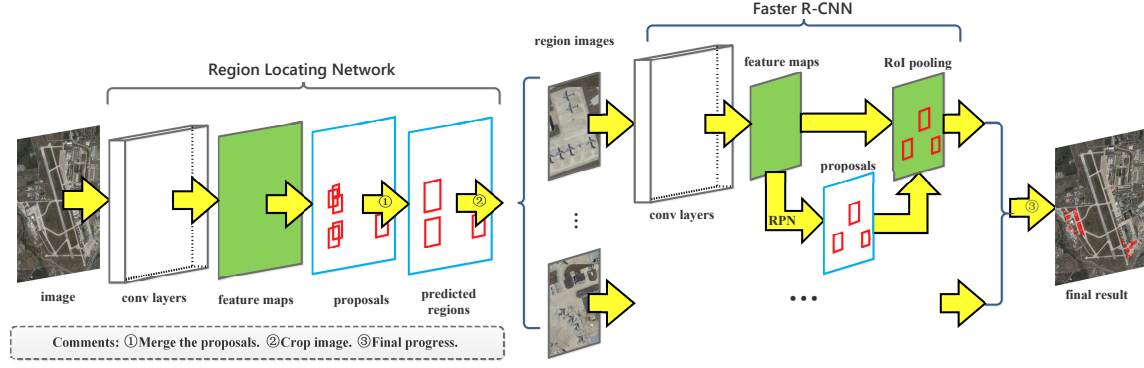 Faster R-CNN
region images
feature maps
RoI pooling
Region Locating Network
proposals
①
②
③
RPN
conv layers
...
...
image
conv layers
feature maps
proposals
predicted
regions
final result
Comments: ①Merge the proposals. ②Crop image. ③Final progress.